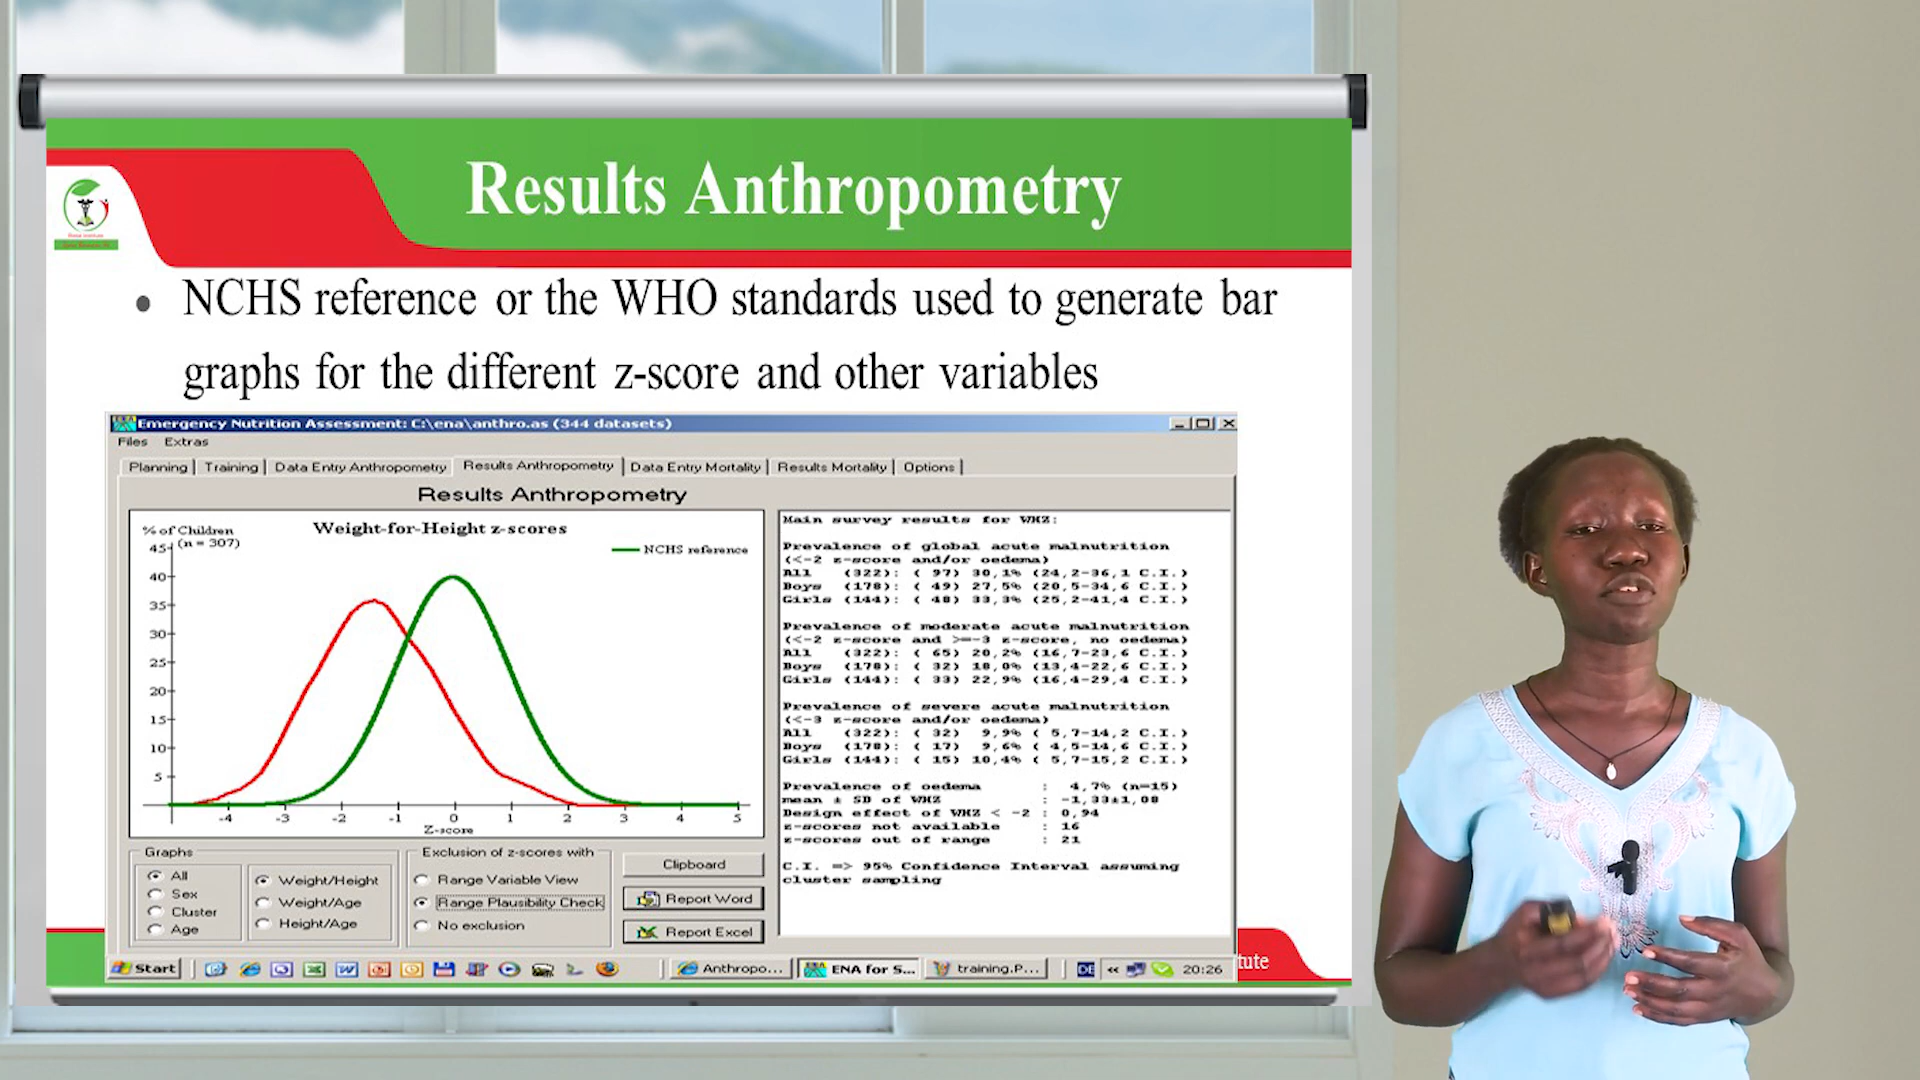 Results Anthropometry
• NCHS reference or the WHO standards used to generate bar
graphs for the different z-score and other variables
Emergency Nutrition Assessment: C:\ena\anthro.as (344 datasets)
Files Extras
Planning Training Data Entry Anthropometry Results Anthropometry Data Entry Mortality Results Mortality Options
Results Anthropometry
% of Children
(n = 307)
Weight-for-Height z-scores
NCHS reference
45
40
35
30
25
20
15
10
5
-4 -3 -2 -1 0 1 2 3 4 5
Z-score
Main survey results for WHZ:
Prevalence of global acute malnutrition
(<-2 z-score and/or oedema)
All (322): ( 97) 30,1% (24,2-36,1 C.I.)
Boys (178): ( 49) 27,5% (20,5-34,6 C.I.)
Girls (144): ( 48) 33,3% (25,2-41,4 C.I.)
Prevalence of moderate acute malnutrition
(<-2 z-score and >=-3 z-score, no oedema)
All (322): ( 65) 20,2% (16,7-23,6 C.I.)
Boys (178): ( 32) 18,0% (13,4-22,6 C.I.)
Girls (144): ( 33) 22,9% (16,4-29,4 C.I.)
Prevalence of severe acute malnutrition
(<-3 z-score and/or oedema)
All (322): ( 32) 9,9% ( 5,7-14,2 C.I.)
Boys (178): ( 17) 9,6% ( 4,5-14,6 C.I.)
Girls (144): ( 15) 10,4% ( 5,7-15,2 C.I.)
Prevalence of oedema : 4,7% (n=15)
mean ± SD of WHZ : -1,33±1,08
Design effect of WHZ < -2 : 0,94
z-scores not available : 16
z-scores out of range : 21
C.I. => 95% Confidence Interval assuming
cluster sampling
Graphs
All
Sex
Cluster
Age
Weight/Height
Weight/Age
Height/Age
Exclusion of z-scores with
Range Variable View
Range Plausibility Check
No exclusion
Clipboard
Report Word
Report Excel
Start
Anthropo...
ENA for S...
training.P...
DE
20:26
tute